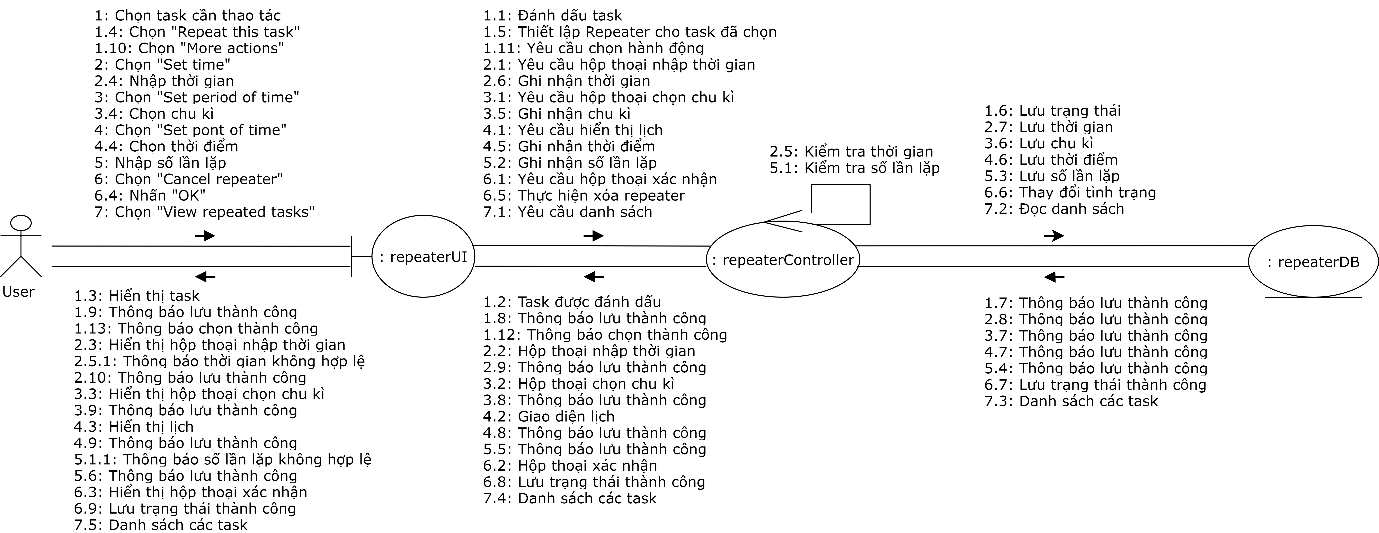 1: Chọn task cần thao tác
1.4: Chọn "Repeat this task"
1.10: Chọn "More actions"
2: Chọn "Set time"
2.4: Nhập thời gian
3: Chọn "Set period of time"
3.4: Chọn chu kì
4: Chọn "Set pont of time"
4.4: Chọn thời điểm
5: Nhập số lần lặp
6: Chọn "Cancel repeater"
6.4: Nhấn "OK"
7: Chọn "View repeated tasks"
1.1: Đánh dấu task
1.5: Thiết lập Repeater cho task đã chọn
1.11: Yêu cầu chọn hành động
2.1: Yêu cầu hộp thoại nhập thời gian
2.6: Ghi nhận thời gian
3.1: Yêu cầu hộp thoại chọn chu kì
3.5: Ghi nhận chu kì
4.1: Yêu cầu hiển thị lịch
4.5: Ghi nhận thời điểm
5.2: Ghi nhận số lần lặp
6.1: Yêu cầu hộp thoại xác nhận
6.5: Thực hiện xóa repeater
7.1: Yêu cầu danh sách
2.5: Kiểm tra thời gian
5.1: Kiểm tra số lần lặp
1.6: Lưu trạng thái
2.7: Lưu thời gian
3.6: Lưu chu kì
4.6: Lưu thời điểm
5.3: Lưu số lần lặp
6.6: Thay đổi tình trạng
7.2: Đọc danh sách
User
: repeaterUI
: repeaterController
: repeaterDB
1.3: Hiển thị task
1.9: Thông báo lưu thành công
1.13: Thông báo chọn thành công
2.3: Hiển thị hộp thoại nhập thời gian
2.5.1: Thông báo thời gian không hợp lệ
2.10: Thông báo lưu thành công
3.3: Hiển thị hộp thoại chọn chu kì
3.9: Thông báo lưu thành công
4.3: Hiển thị lịch
4.9: Thông báo lưu thành công
5.1.1: Thông báo số lần lặp không hợp lệ
5.6: Thông báo lưu thành công
6.3: Hiển thị hộp thoại xác nhận
6.9: Lưu trạng thái thành công
7.5: Danh sách các task
1.2: Task được đánh dấu
1.8: Thông báo lưu thành công
1.12: Thông báo chọn thành công
2.2: Hộp thoại nhập thời gian
2.9: Thông báo lưu thành công
3.2: Hộp thoại chọn chu kì
3.8: Thông báo lưu thành công
4.2: Giao diện lịch
4.8: Thông báo lưu thành công
5.5: Thông báo lưu thành công
6.2: Hộp thoại xác nhận
6.8: Lưu trạng thái thành công
7.4: Danh sách các task
1.7: Thông báo lưu thành công
2.8: Thông báo lưu thành công
3.7: Thông báo lưu thành công
4.7: Thông báo lưu thành công
5.4: Thông báo lưu thành công
6.7: Lưu trạng thái thành công
7.3: Danh sách các task